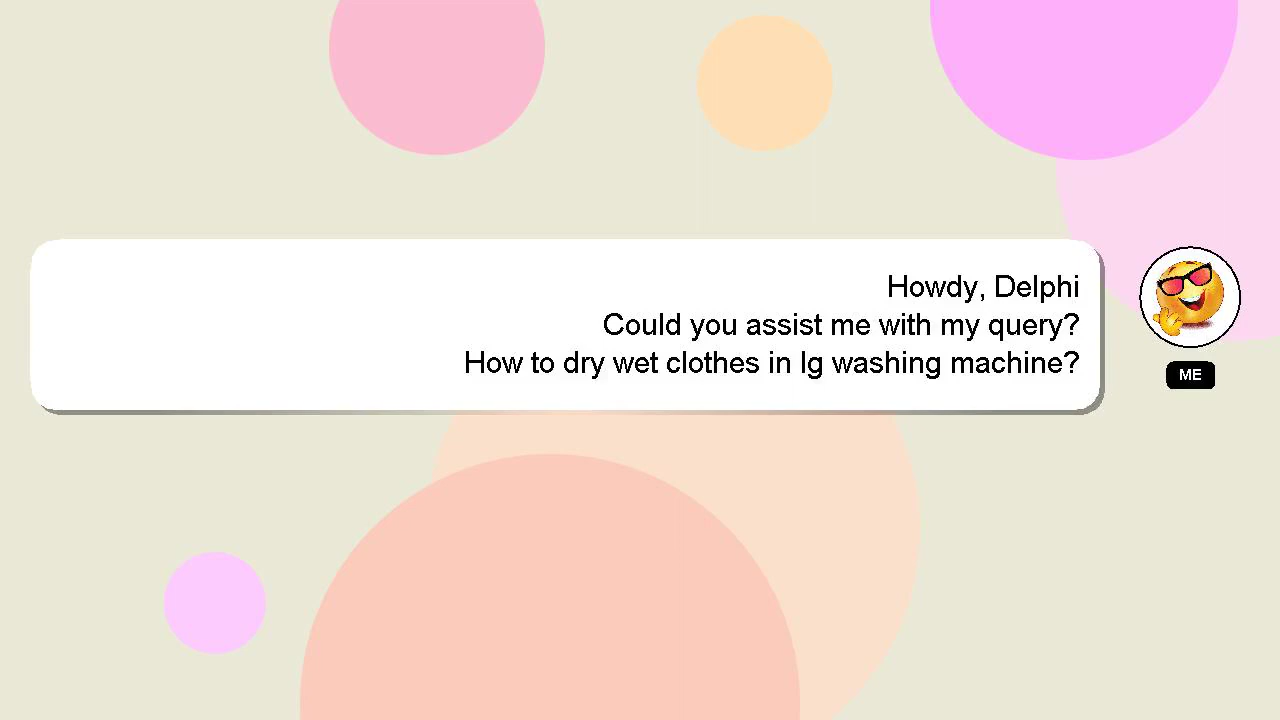 Howdy, Delphi
Could you assist me with my query?
How to dry wet clothes in lg washing machine?
ME